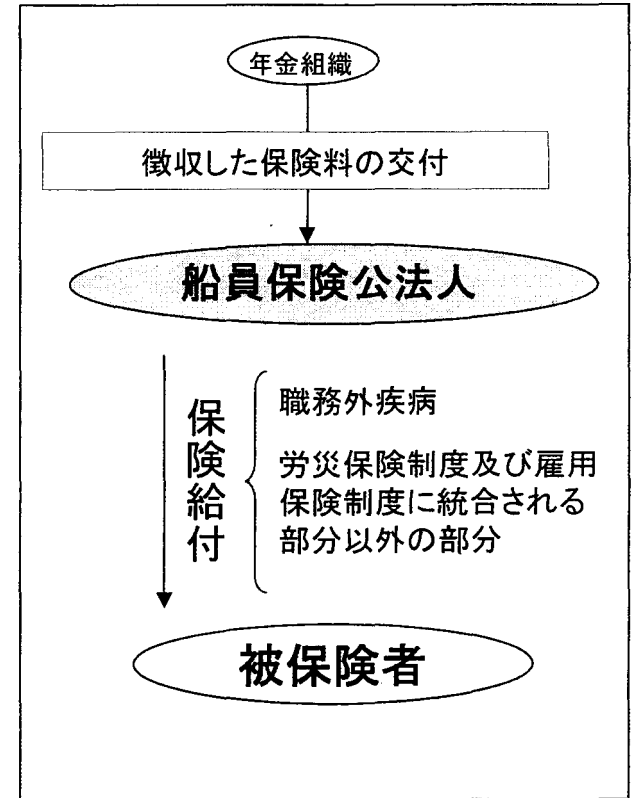 年金組織
徴収した保険料の交付
船員保険公法人
保険給付
職務外疾病
労災保険制度及び雇用
保険制度に統合される
部分以外の部分
被保険者